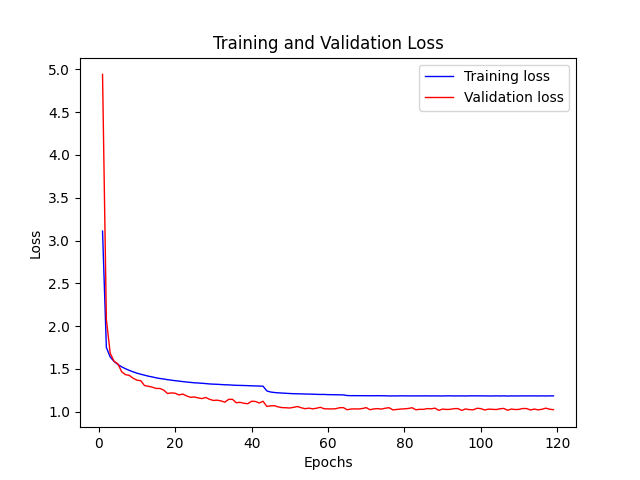 Training and Validation Loss
Training loss
Validation loss
5.0
4.5
4.0
3.5
3.0
2.5
2.0
1.5
1.0
Loss
0 20 40 60 80 100 120
Epochs